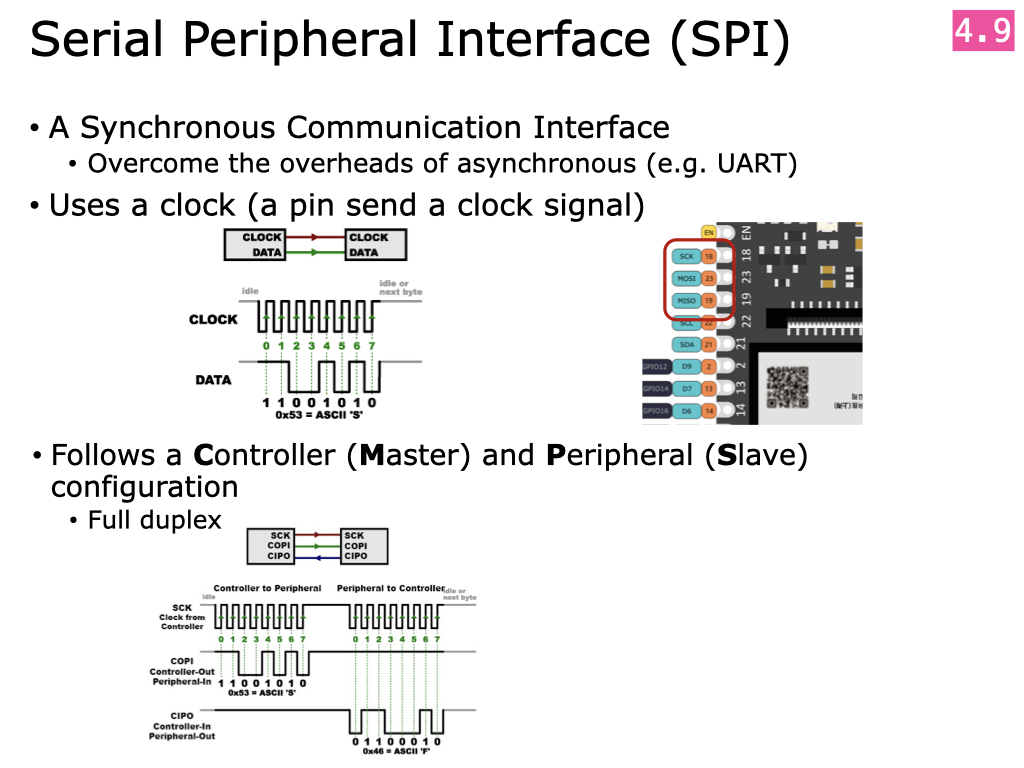 Serial Peripheral Interface (SPI)
4.9
• A Synchronous Communication Interface
• Overcome the overheads of asynchronous (e.g. UART)
• Uses a clock (a pin send a clock signal)
CLOCK CLOCK
DATA DATA
idle
idle or
next byte
CLOCK
0 1 2 3 4 5 6 7
DATA
1 1 0 0 1 0 1 0
0x53 = ASCII 'S'
EN EN
SCK 18 18
MOSI 23 23
MISO 19 19
SCL 22 22
SDA 21 21
GPIO12 D9 2 2
GPIO14 D7 13 13
GPIO16 D6 14 14
• Follows a Controller (Master) and Peripheral (Slave)
configuration
• Full duplex
SCK SCK
COPI COPI
CIPO CIPO
Controller to Peripheral Peripheral to Controller
idle
idle or
next byte
SCK
Clock from
Controller
0 1 2 3 4 5 6 7 0 1 2 3 4 5 6 7
COPI
Controller-Out
Peripheral-In
1 1 0 0 1 0 1 0
0x53 = ASCII 'S'
CIPO
Controller-In
Peripheral-Out
0 1 1 0 0 0 1 0
0x46 = ASCII 'F'